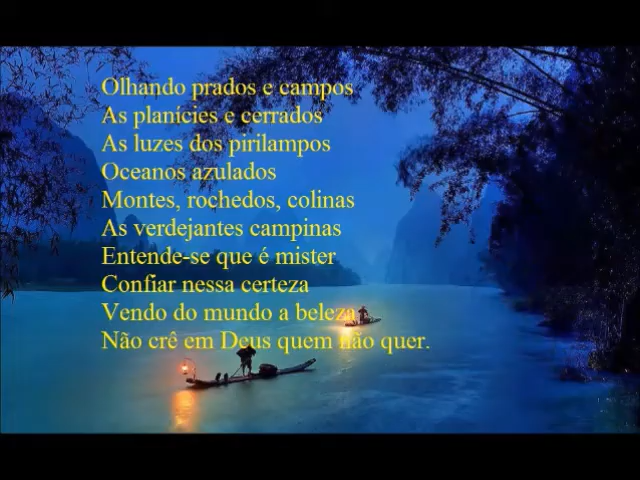 Olhando prados e campos
As planícies e cerrados
As luzes dos pirilampos
Oceanos azulados
Montes, rochedos, colinas
As verdejantes campinas
Entende-se que é mister
Confiar nessa certeza
Vendo do mundo a beleza
Não crê em Deus quem não quer.